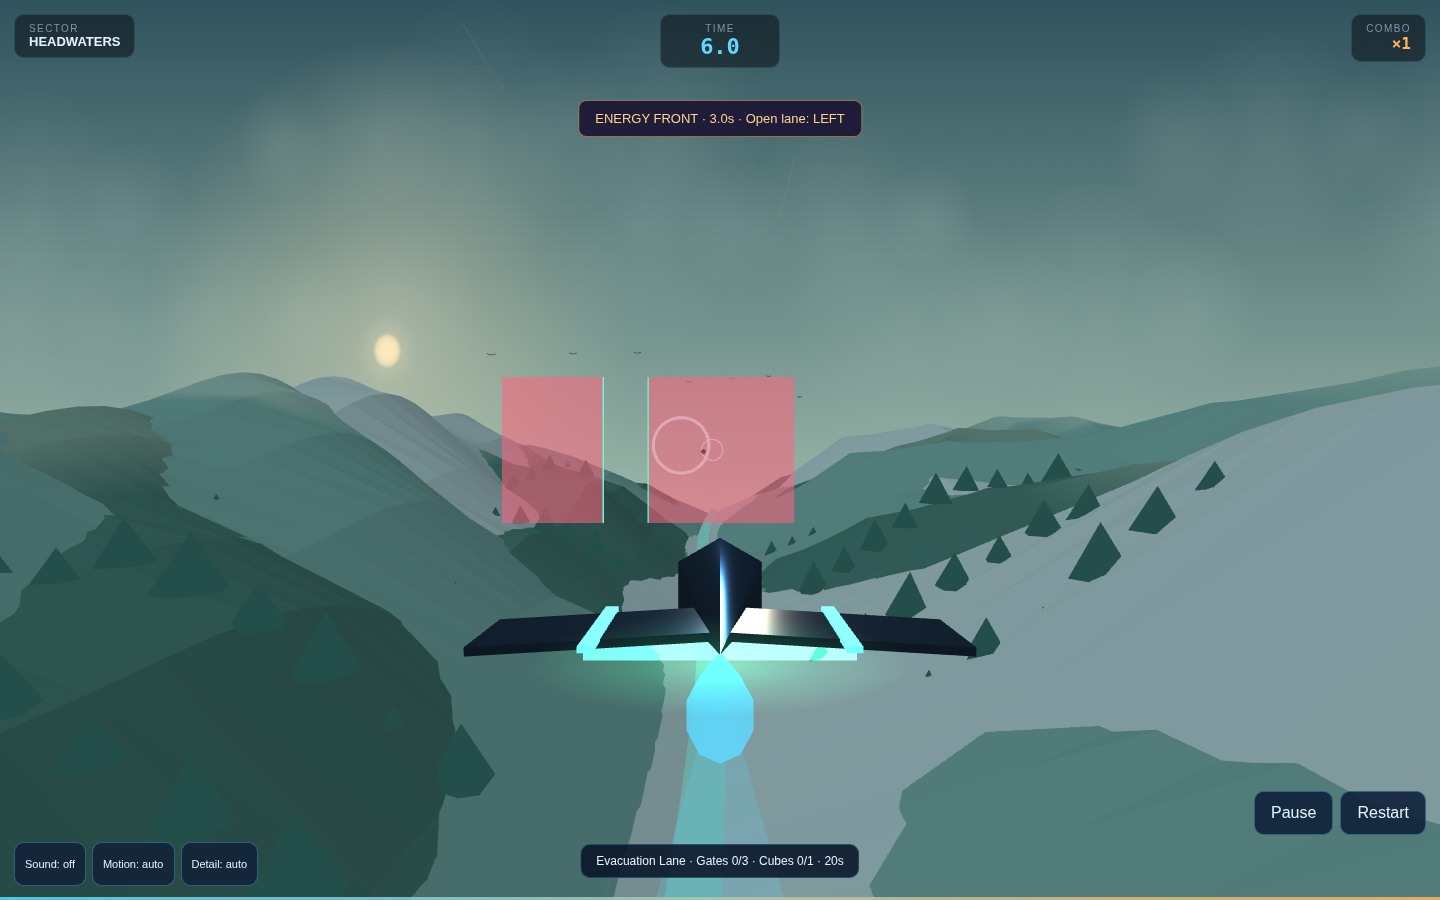 SECTOR
HEADWATERS
TIME
6.0
COMBO
×1
ENERGY FRONT · 3.0s · Open lane: LEFT
Pause
Restart
Sound: off
Motion: auto
Detail: auto
Evacuation Lane · Gates 0/3 · Cubes 0/1 · 20s